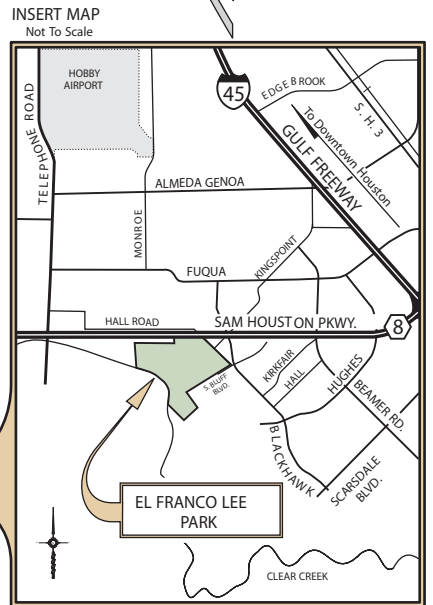 INSERT MAP
Not To Scale
HOBBY
AIRPORT
TELEPHONE ROAD
45
EDGEBROOK
S. H. 3
To Downtown Houston
GULF FREEWAY
ALMEDA GENOA
MONROE
KINGSPOINT
FUQUA
HALL ROAD
SAM HOUSTON PKWY.
8
S. BLUFF
BLVD.
KIRKFAIR
HALL
HUGHES
BEAMER RD.
BLACKHAWK
SCARSDALE
BLVD.
EL FRANCO LEE
PARK
CLEAR CREEK